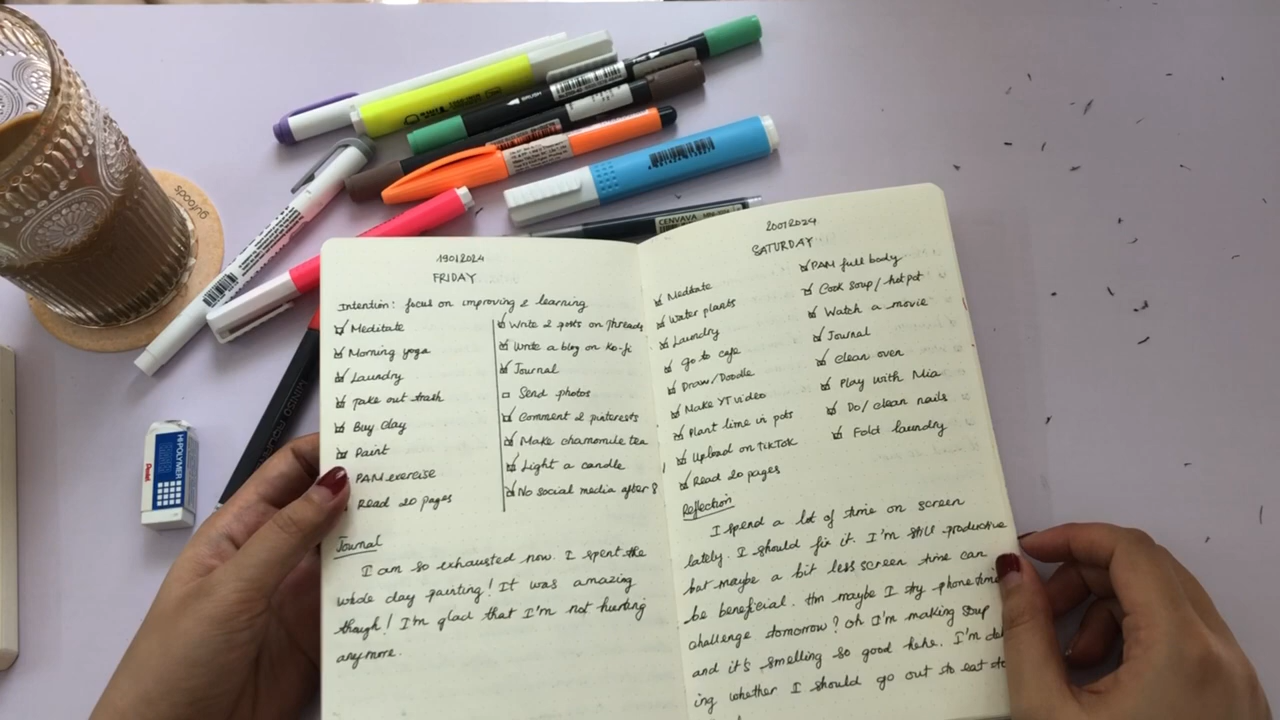 gutfoods
BRUSH
CENVAVA
MINISO
Pentel
HI-POLYMER
19012024
FRIDAY
Intention: focus on improving & learning
Meditate
Morning yoga
Laundry
Take out trash
Buy Clay
Paint
PAM exercise
Read 20 pages
Write 2 posts on Threads
Write a blog on Ko-fi
Journal
Send photos
Comment 2 pinterests
Make chamomile tea
Light a candle
No social media after 8
Journal
I am so exhausted now. I spent the
whole day painting! It was amazing
though! I'm glad that I'm not hurting
anymore.
20012024
SATURDAY
Meditate
Water plants
Laundry
go to cafe
Draw/Doodle
Make YT video
Plant lime in pots
Upload on TikTok
Read 20 pages
PAM full body
Cook soup/hot pot
Watch a movie
Journal
clean oven
Play with Mia
Do/clean nails
Fold laundry
Reflection
I spend a lot of time on screen
lately. I should fix it. I'm still productive
but maybe a bit less screen time can
be beneficial. Hm maybe I try phone time
challenge tomorrow? Oh I'm making soup
and it's smelling so good hehe. I'm
ing whether I should go out to eat